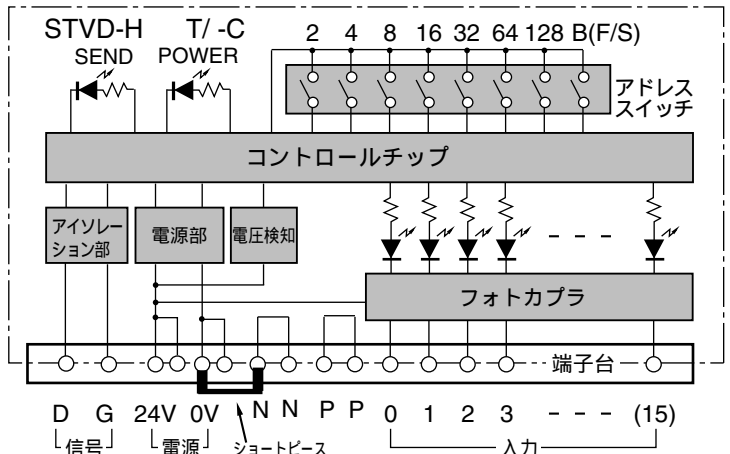 STVD-H T/ -C
SEND POWER
2 4 8 16 32 64 128 B(F/S)
アドレス
スイッチ
コントロールチップ
アイソレー
ション部
電源部
電圧検知
フォトカプラ
端子台
D G 24V 0V N N P P 0 1 2 3 - - - (15)
信号 電源 ショートピース 入力